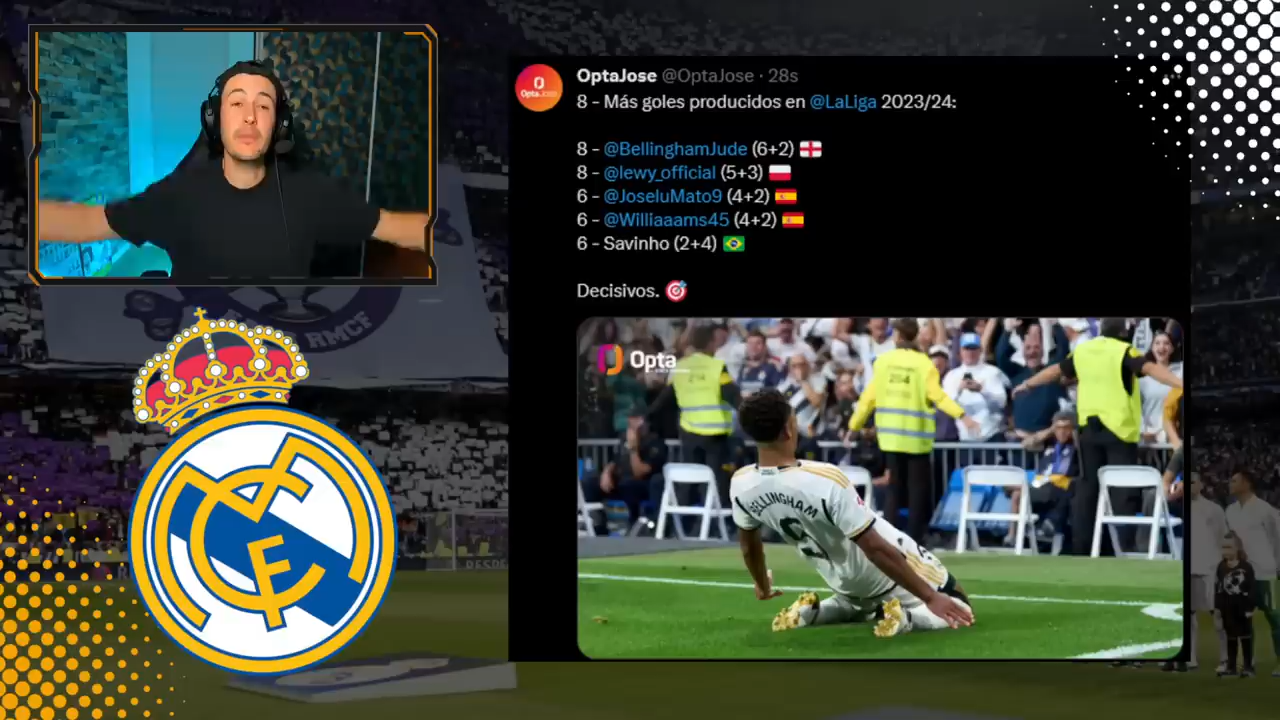 OptaJose @OptaJose · 28s
8 - Más goles producidos en @LaLiga 2023/24:
8 - @BellinghamJude (6+2)
8 - @lewy_official (5+3)
6 - @JoseluMato9 (4+2)
6 - @Williaaams45 (4+2)
6 - Savinho (2+4)
Decisivos.
Opta
BELLINGHAM
5
RMCF